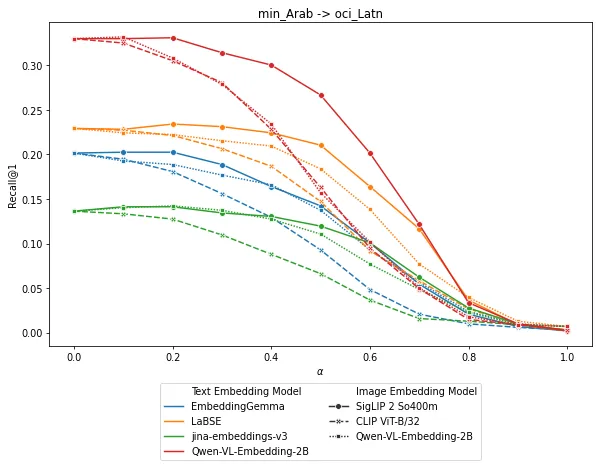 min_Arab -> oci_Latn
Recall@1
0.30
0.25
0.20
0.15
0.10
0.05
0.00
0.0 0.2 0.4 0.6 0.8 1.0
α
Text Embedding Model Image Embedding Model
EmbeddingGemma SigLIP 2 So400m
LaBSE CLIP ViT-B/32
jina-embeddings-v3 Qwen-VL-Embedding-2B
Qwen-VL-Embedding-2B